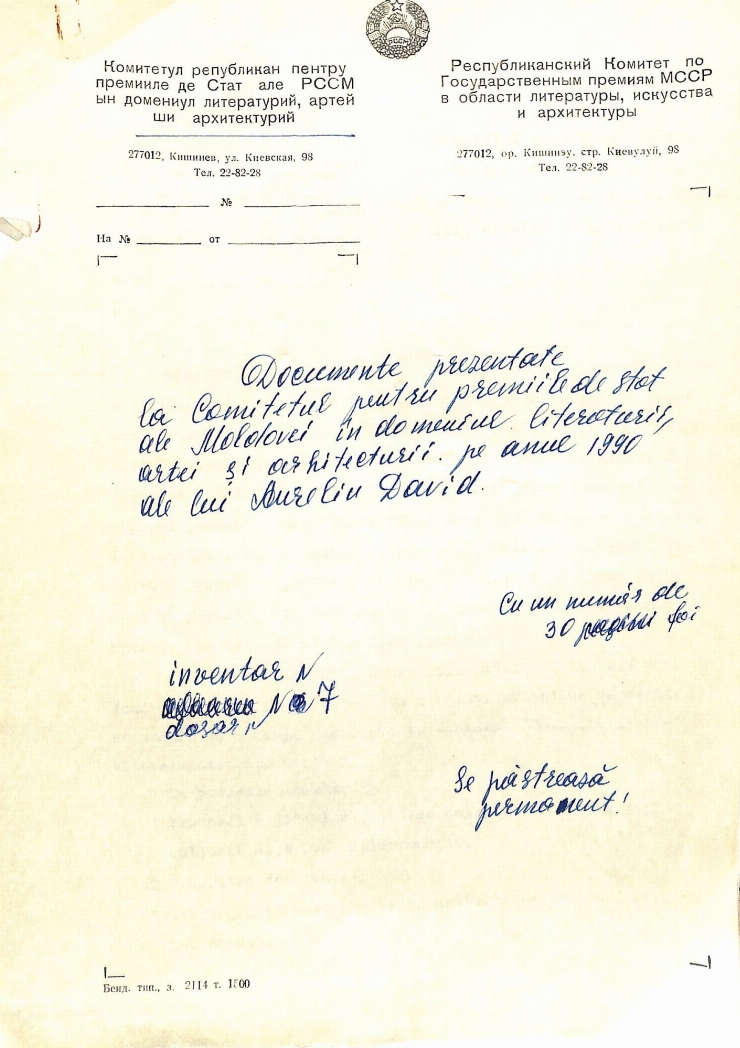 Комитетул републикан пентру
премииле де Стат але РССМ
ын домениул литературий, артей
ши архитектурий
277012, Кишинев, ул. Киевская, 98
Тел. 22-82-28
№
На № от
Республиканский Комитет по
Государственным премиям МССР
в области литературы, искусства
и архитектуры
277012, ор. Кишинэу, стр. Киевулуй, 98
Тел. 22-82-28
Documente prezentate
la Comitetul pentru premiile de stat
ale Moldovei în domeniul literaturii,
artei și arhitecturii pe anul 1990
ale lui Aureliu David.
Cu un număr de
30 foi
inventar N
N 7
dosar N
Se păstrează
permanent!
Бенд. тип., з. 2114 т. 1500